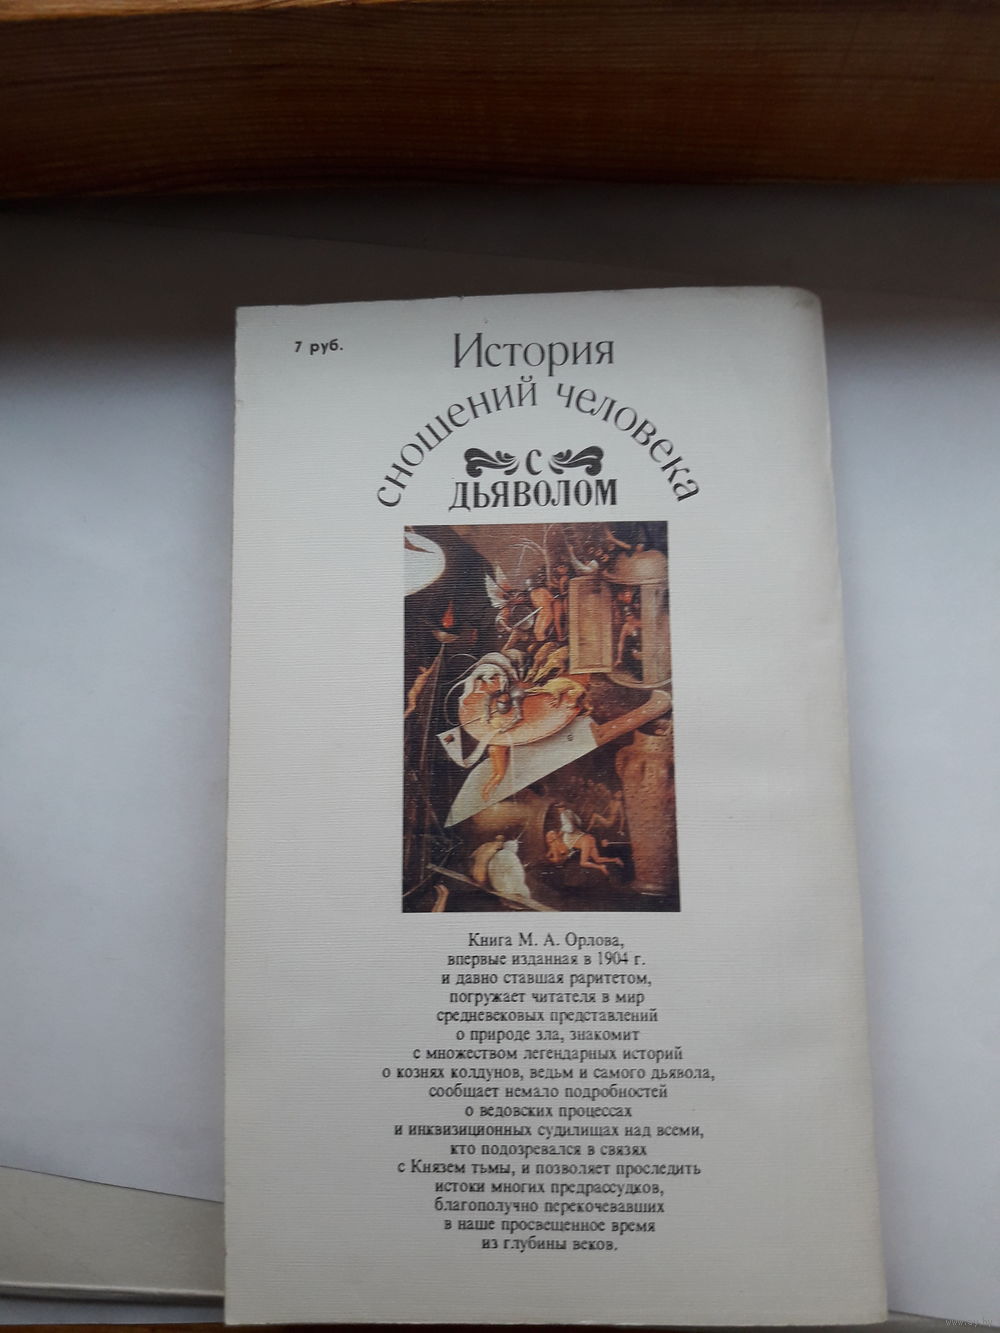 7 руб.
История
сношений человека
с
дьяволом
Книга М. А. Орлова,
впервые изданная в 1904 г.
и давно ставшая раритетом,
погружает читателя в мир
средневековых представлений
о природе зла, знакомит
с множеством легендарных историй
о кознях колдунов, ведьм и самого дьявола,
сообщает немало подробностей
о ведовских процессах
и инквизиционных судилищах над всеми,
кто подозревался в связях
с Князем тьмы, и позволяет проследить
истоки многих предрассудков,
благополучно перекочевавших
в наше просвещенное время
из глубины веков.